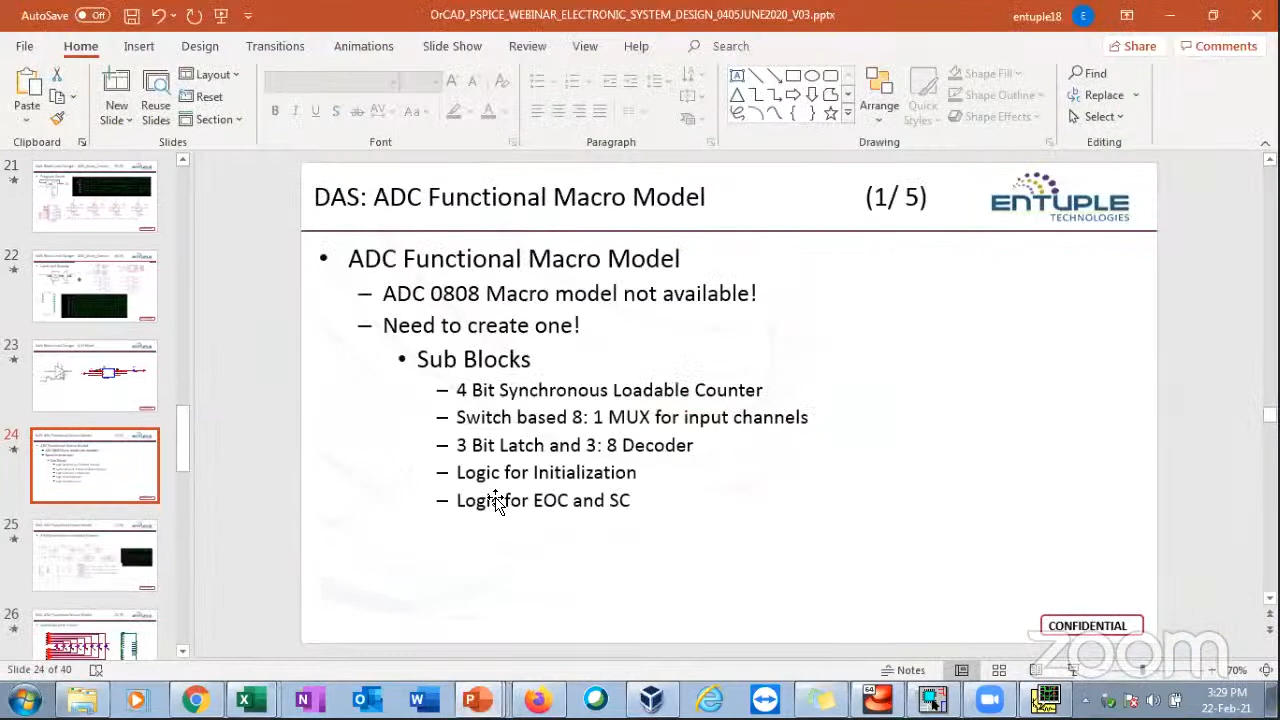 AutoSave Off OrCAD_PSPICE_WEBINAR_ELECTRONIC_SYSTEM_DESIGN_0405JUNE2020_V03.pptx entuple18 E
File Home Insert Design Transitions Animations Slide Show Review View Help Search Share Comments
Paste New Slide Reuse Slides Layout Reset Section
B I U S ab AV Aa A A A
Arrange Quick Styles Shape Fill Shape Outline Shape Effects
Find Replace Select
Clipboard Slides Font Paragraph Drawing Editing
21
22
23
24
25
26
DAS: ADC Functional Macro Model (1/ 5)
ENTUPLE
TECHNOLOGIES
• ADC Functional Macro Model
– ADC 0808 Macro model not available!
– Need to create one!
• Sub Blocks
– 4 Bit Synchronous Loadable Counter
– Switch based 8: 1 MUX for input channels
– 3 Bit Latch and 3: 8 Decoder
– Logic for Initialization
– Logic for EOC and SC
CONFIDENTIAL
zoom
Slide 24 of 40 Notes 70%
3:29 PM
22-Feb-21